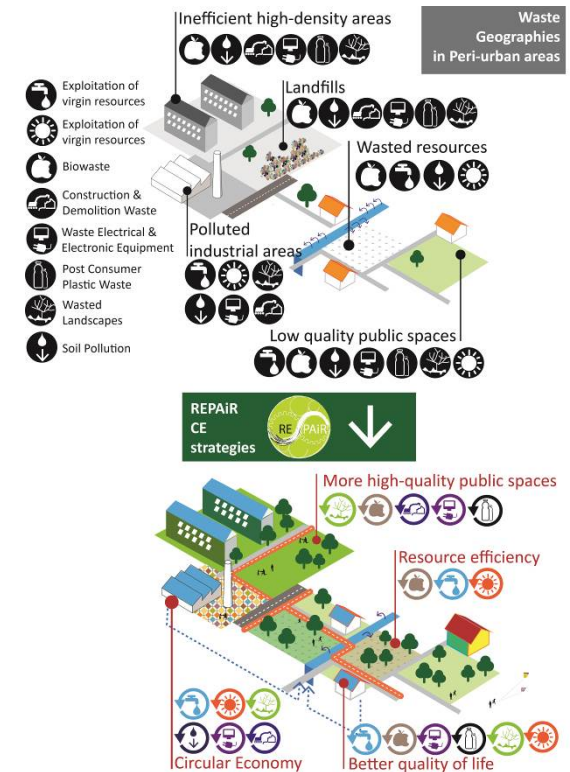 Inefficient high-density areas
Waste
Geographies
in Peri-urban areas
Landfills
Exploitation of
virgin resources
Exploitation of
virgin resources
Biowaste
Construction &
Demolition Waste
Waste Electrical &
Electronic Equipment
Post Consumer
Plastic Waste
Wasted
Landscapes
Soil Pollution
Wasted resources
Polluted
industrial areas
Low quality public spaces
REPAiR
CE
strategies
RE PAiR
More high-quality public spaces
Resource efficiency
Circular Economy
Better quality of life